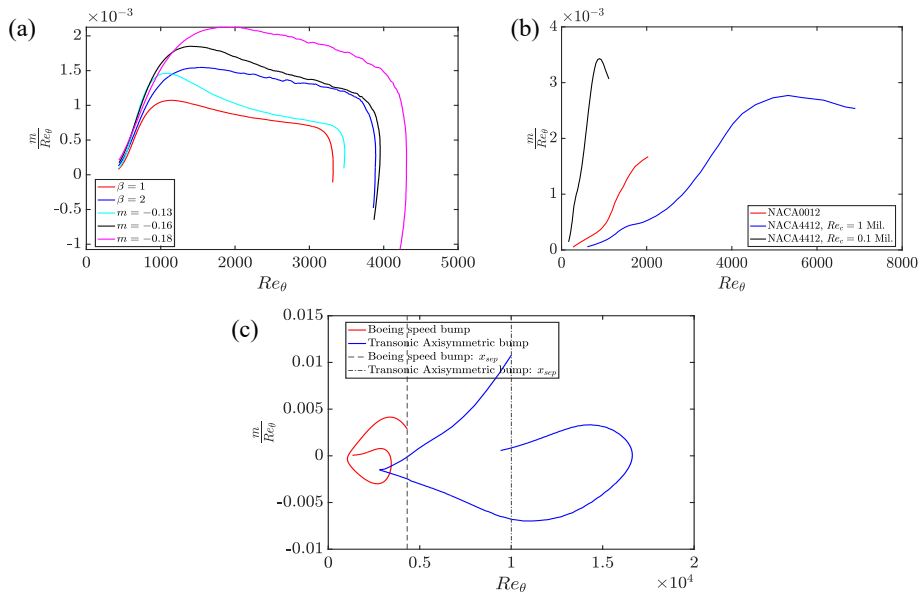 (a)
×10⁻³
2
1.5
1
0.5
0
-0.5
-1
m/Re_θ
β = 1
β = 2
m = −0.13
m = −0.16
m = −0.18
0 1000 2000 3000 4000 5000
Re_θ
(b)
×10⁻³
4
3
2
1
0
m/Re_θ
NACA0012
NACA4412, Re_c = 1 Mil.
NACA4412, Re_c = 0.1 Mil.
0 2000 4000 6000 8000
Re_θ
(c)
0.015
0.01
0.005
0
-0.005
-0.01
m/Re_θ
Boeing speed bump
Transonic Axisymmetric bump
Boeing speed bump: x_sep
Transonic Axisymmetric bump: x_sep
0 0.5 1 1.5 2
×10⁴
Re_θ